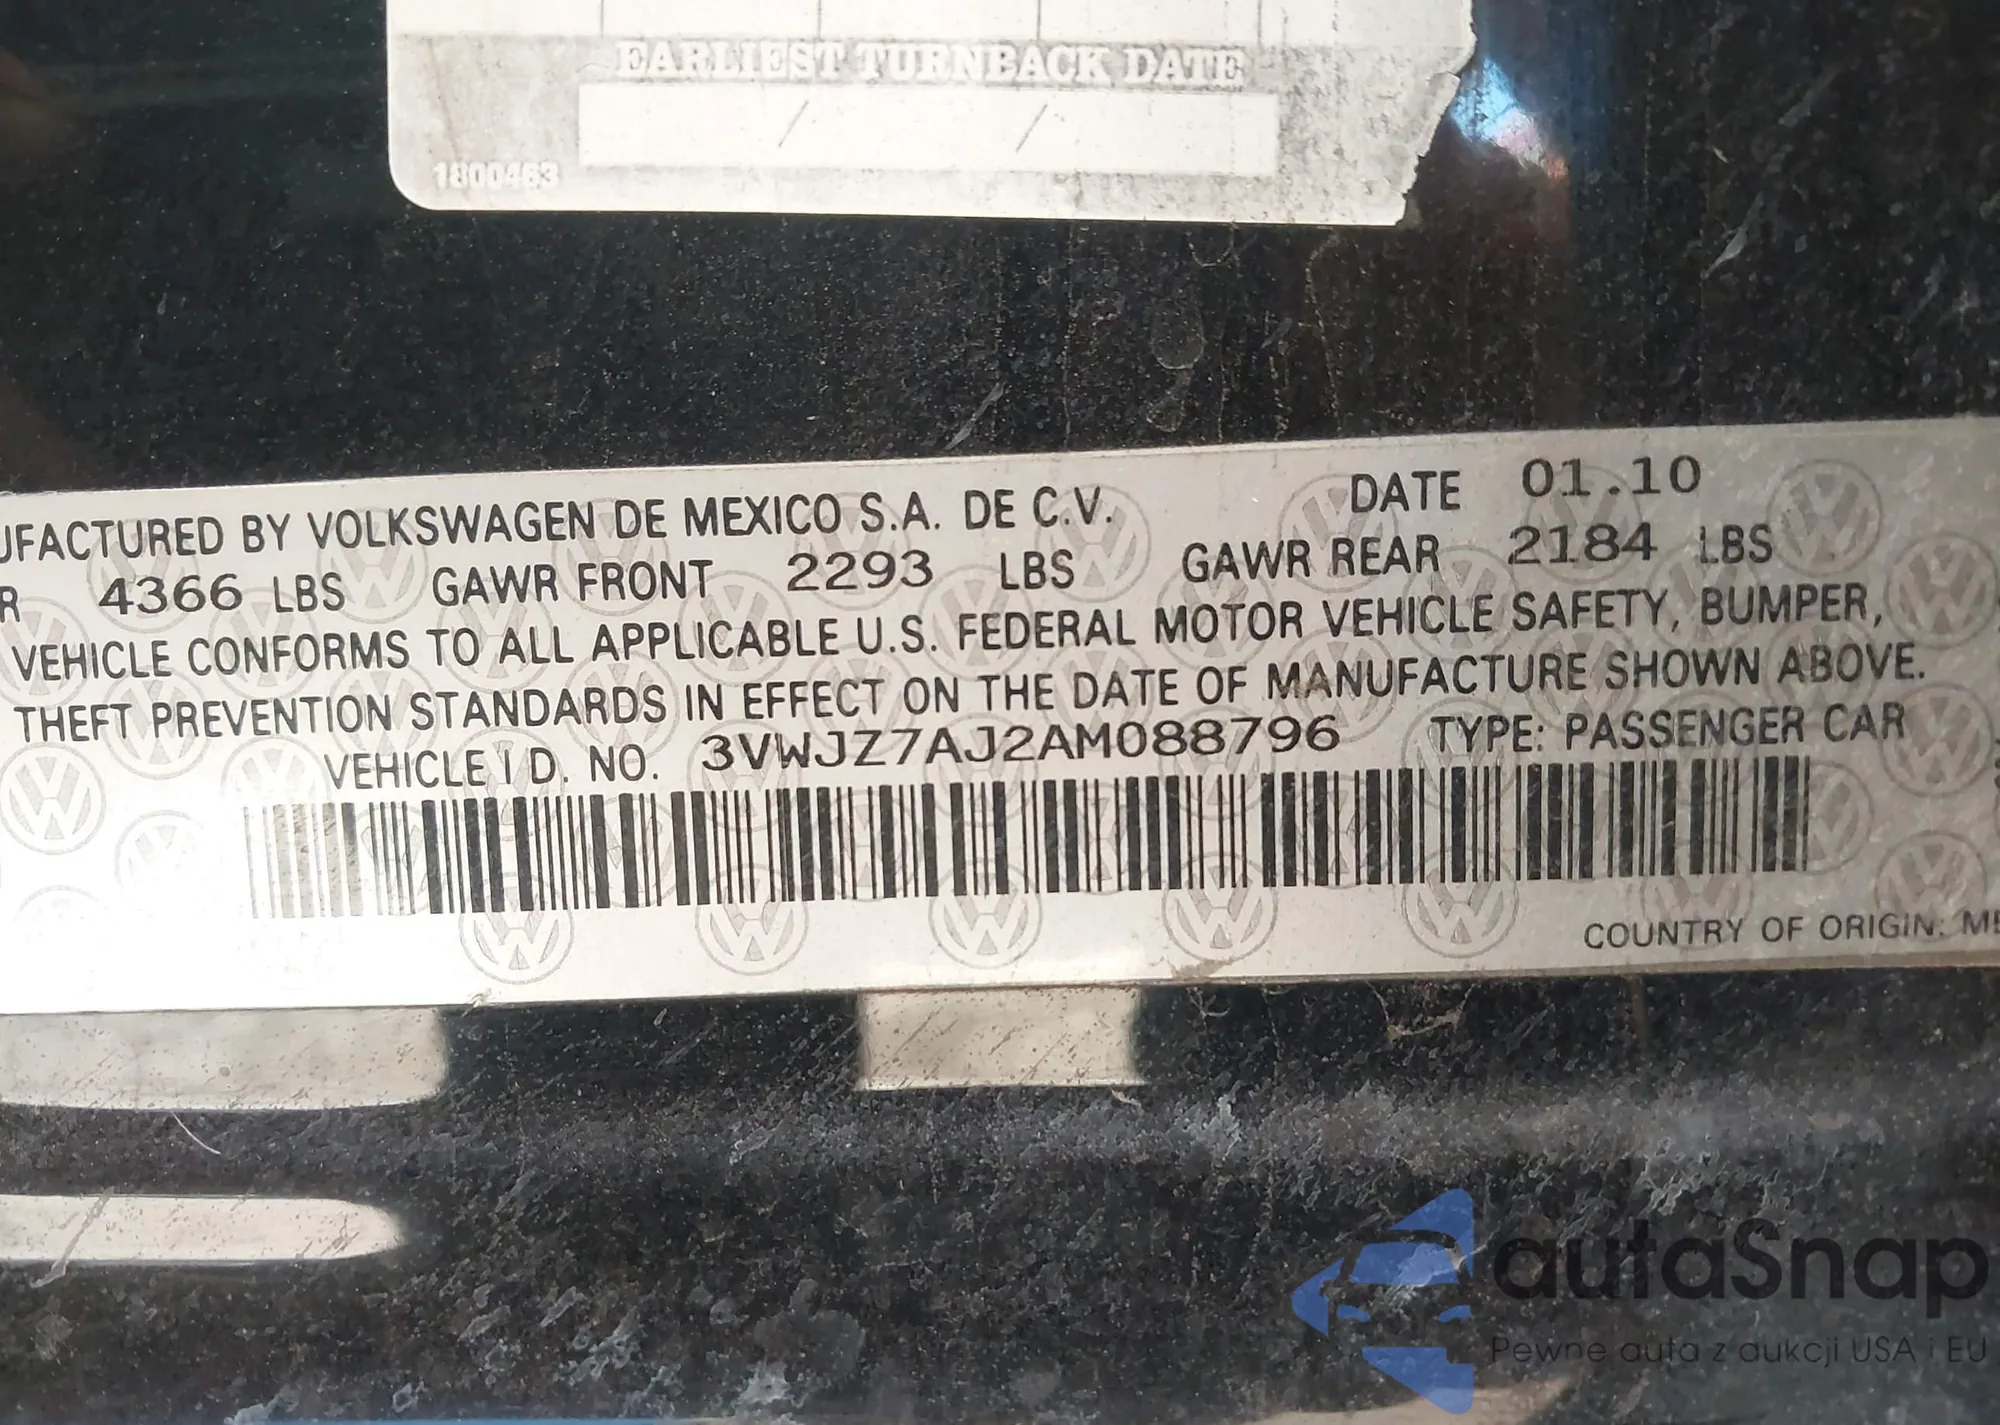 EARLIEST TURNBACK DATE
/ /
1800463
UFACTURED BY VOLKSWAGEN DE MEXICO S.A. DE C.V. DATE 01.10
R 4366 LBS GAWR FRONT 2293 LBS GAWR REAR 2184 LBS
VEHICLE CONFORMS TO ALL APPLICABLE U.S. FEDERAL MOTOR VEHICLE SAFETY, BUMPER,
THEFT PREVENTION STANDARDS IN EFFECT ON THE DATE OF MANUFACTURE SHOWN ABOVE.
VEHICLE I D. NO. 3VWJZ7AJ2AM088796 TYPE: PASSENGER CAR
COUNTRY OF ORIGIN: ME
autaSnap
Pewne auta z aukcji USA i EU